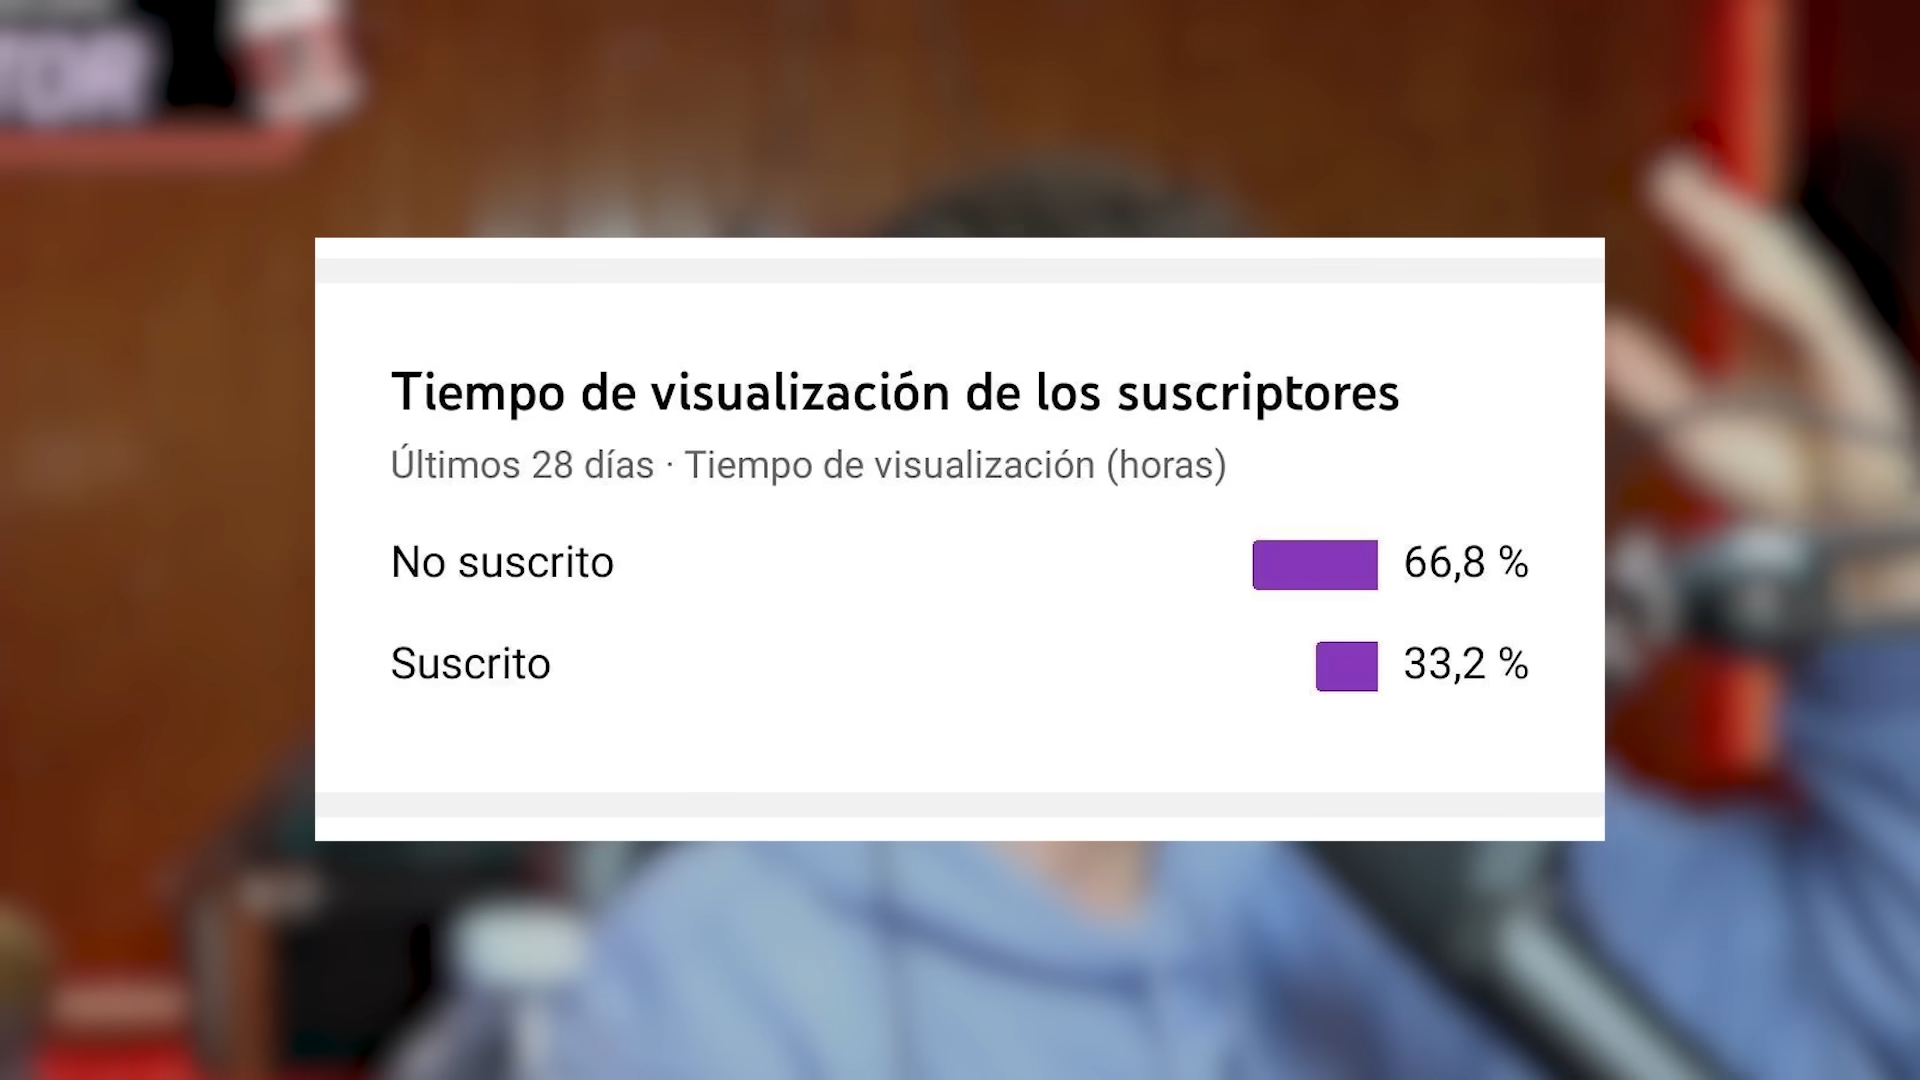 TOR
Tiempo de visualización de los suscriptores
Últimos 28 días · Tiempo de visualización (horas)
No suscrito 66,8 %
Suscrito 33,2 %